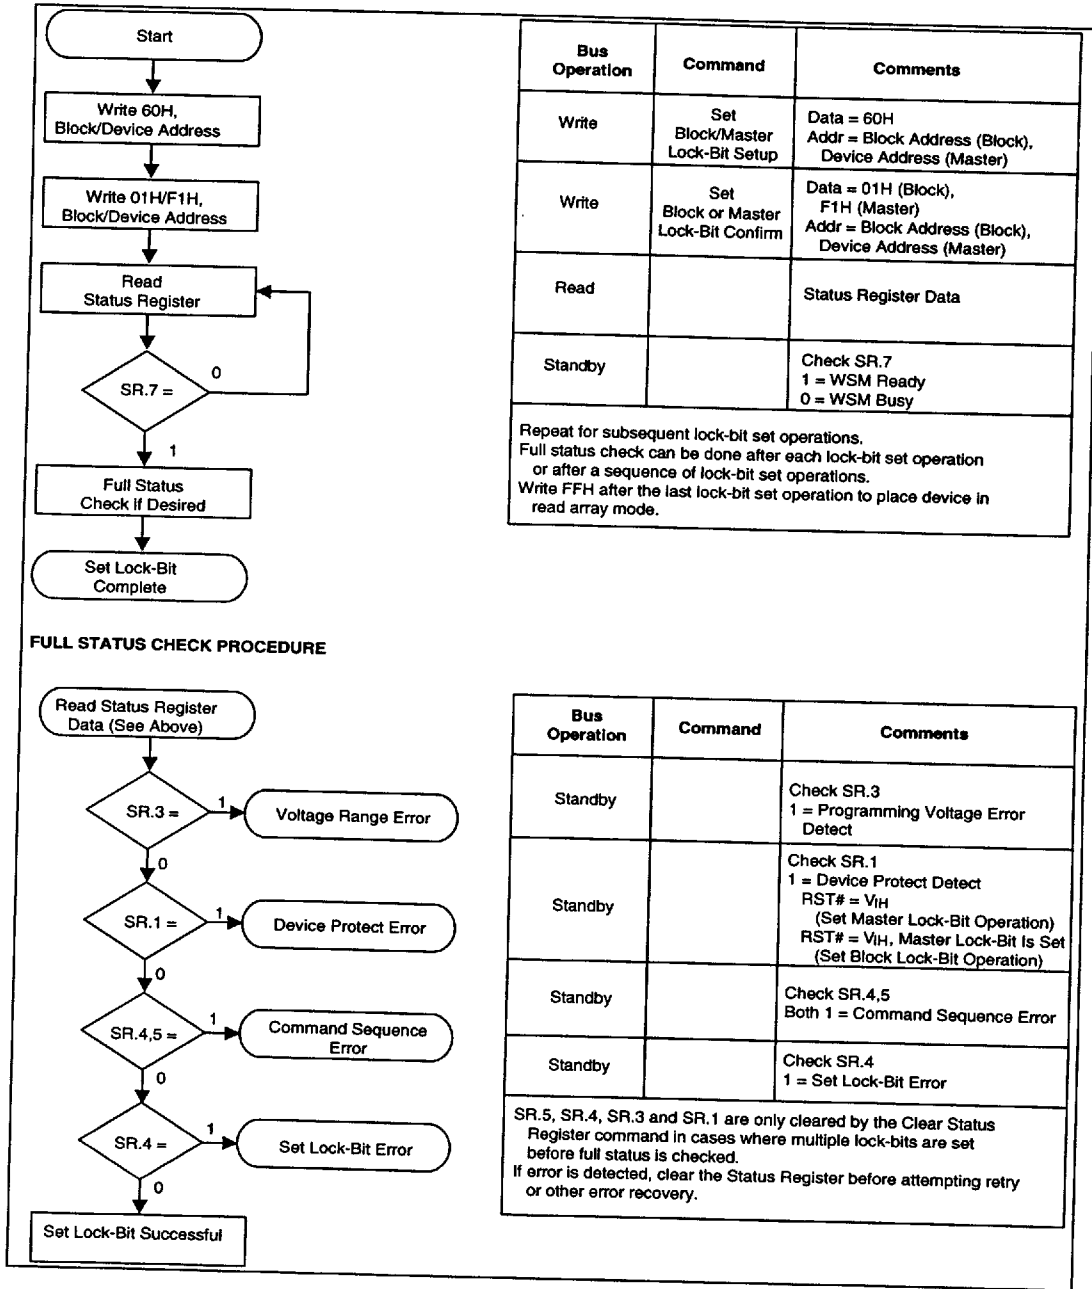 Start
Write 60H,
Block/Device Address
Write 01H/F1H,
Block/Device Address
Read
Status Register
SR.7 =
0
1
Full Status
Check if Desired
Set Lock-Bit
Complete
Bus
Operation
Command
Comments
Write
Set
Block/Master
Lock-Bit Setup
Data = 60H
Addr = Block Address (Block),
Device Address (Master)
Write
Set
Block or Master
Lock-Bit Confirm
Data = 01H (Block),
F1H (Master)
Addr = Block Address (Block),
Device Address (Master)
Read
Status Register Data
Standby
Check SR.7
1 = WSM Ready
0 = WSM Busy
Repeat for subsequent lock-bit set operations.
Full status check can be done after each lock-bit set operation
or after a sequence of lock-bit set operations.
Write FFH after the last lock-bit set operation to place device in
read array mode.
FULL STATUS CHECK PROCEDURE
Read Status Register
Data (See Above)
SR.3 =
1
Voltage Range Error
0
SR.1 =
1
Device Protect Error
0
SR.4,5 =
1
Command Sequence
Error
0
SR.4 =
1
Set Lock-Bit Error
0
Set Lock-Bit Successful
Bus
Operation
Command
Comments
Standby
Check SR.3
1 = Programming Voltage Error
Detect
Standby
Check SR.1
1 = Device Protect Detect
RST# = VIH
(Set Master Lock-Bit Operation)
RST# = VIH, Master Lock-Bit Is Set
(Set Block Lock-Bit Operation)
Standby
Check SR.4,5
Both 1 = Command Sequence Error
Standby
Check SR.4
1 = Set Lock-Bit Error
SR.5, SR.4, SR.3 and SR.1 are only cleared by the Clear Status
Register command in cases where multiple lock-bits are set
before full status is checked.
If error is detected, clear the Status Register before attempting retry
or other error recovery.